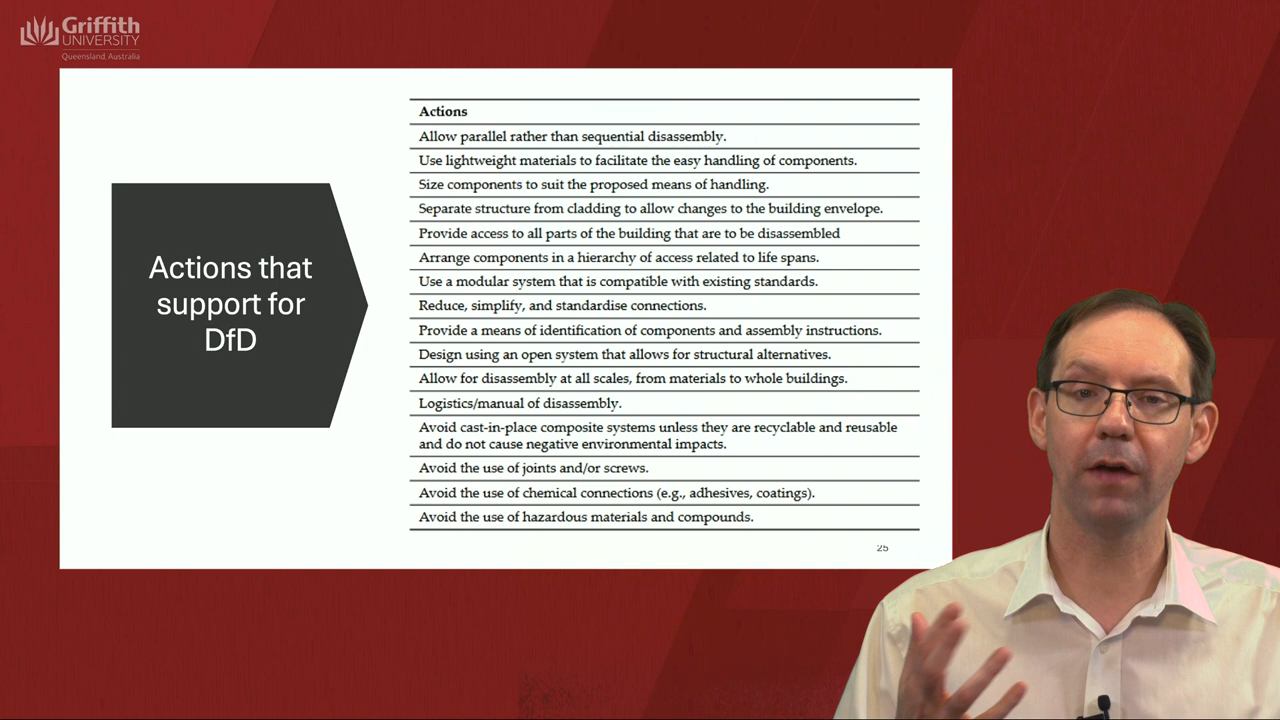 Griffith
UNIVERSITY
Queensland, Australia
Actions that
support for
DfD
Actions
Allow parallel rather than sequential disassembly.
Use lightweight materials to facilitate the easy handling of components.
Size components to suit the proposed means of handling.
Separate structure from cladding to allow changes to the building envelope.
Provide access to all parts of the building that are to be disassembled
Arrange components in a hierarchy of access related to life spans.
Use a modular system that is compatible with existing standards.
Reduce, simplify, and standardise connections.
Provide a means of identification of components and assembly instructions.
Design using an open system that allows for structural alternatives.
Allow for disassembly at all scales, from materials to whole buildings.
Logistics/manual of disassembly.
Avoid cast-in-place composite systems unless they are recyclable and reusable
and do not cause negative environmental impacts.
Avoid the use of joints and/or screws.
Avoid the use of chemical connections (e.g., adhesives, coatings).
Avoid the use of hazardous materials and compounds.
25